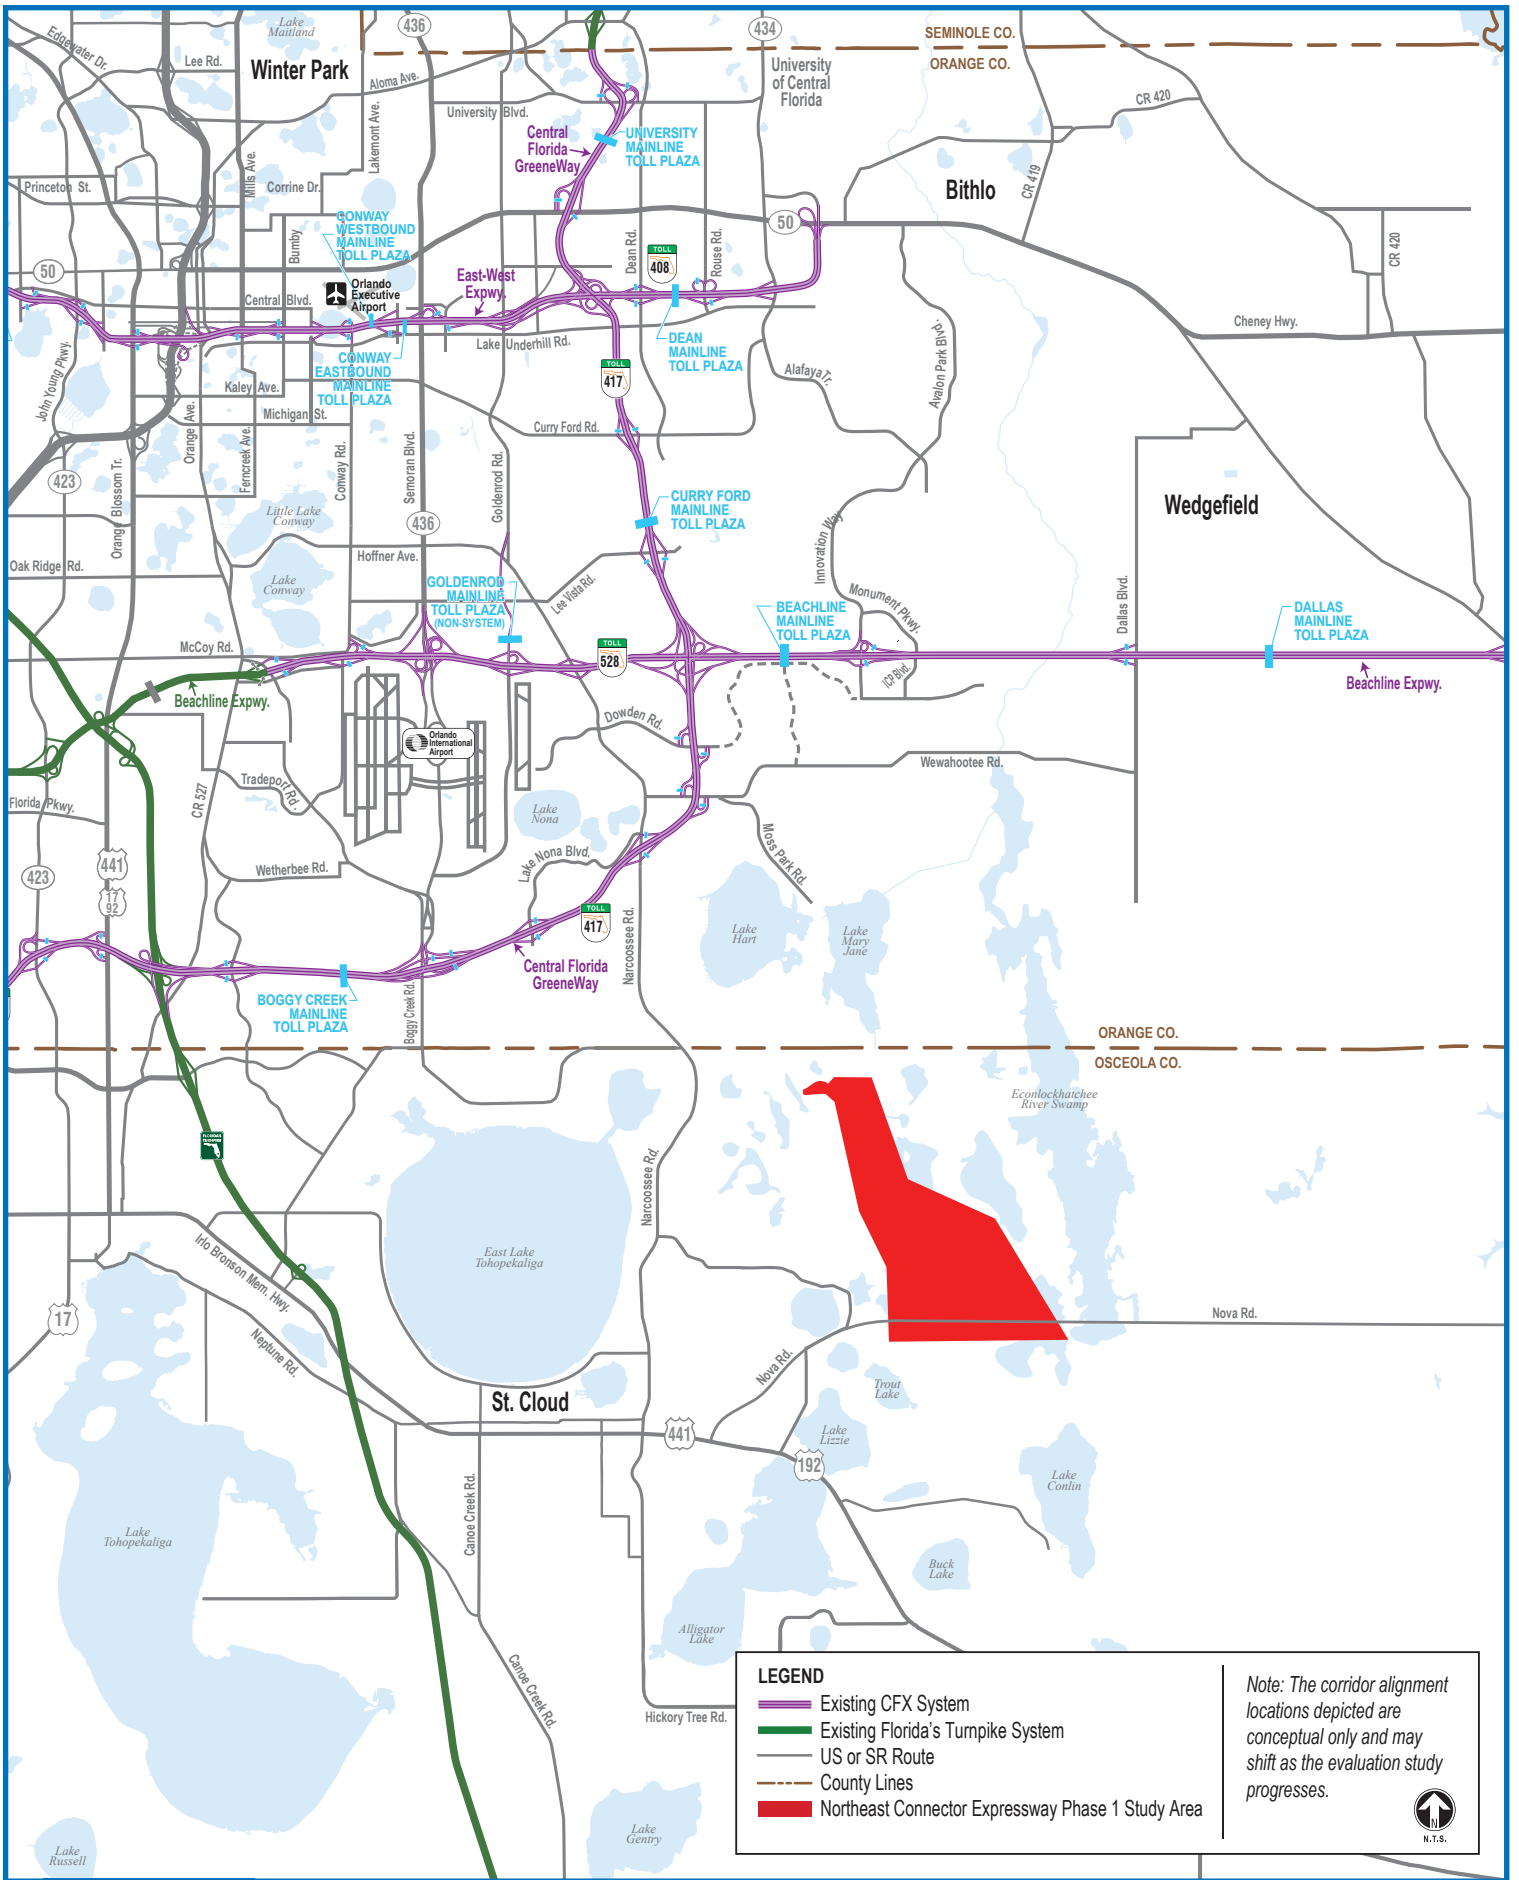 Lake
Maitland
436
434
SEMINOLE CO.
ORANGE CO.
Edgewater Dr.
Lee Rd.
Winter Park
Aloma Ave.
University
of Central
Florida
CR 420
Lakemont Ave.
University Blvd.
Central
Florida
GreeneWay
UNIVERSITY
MAINLINE
TOLL PLAZA
Princeton St.
Mills Ave.
Corrine Dr.
Bithlo
CR 419
CONWAY
WESTBOUND
MAINLINE
TOLL PLAZA
Bumby
50
Dean Rd.
TOLL
408
Rouse Rd.
CR 420
50
East-West
Expwy.
Orlando
Executive
Airport
Central Blvd.
Cheney Hwy.
John Young Pkwy.
CONWAY
EASTBOUND
MAINLINE
TOLL PLAZA
Lake Underhill Rd.
DEAN
MAINLINE
TOLL PLAZA
TOLL
417
Alafaya Tr.
Avalon Park Blvd.
Kaley Ave.
Michigan St.
Orange Ave.
Ferncreek Ave.
Curry Ford Rd.
Conway Rd.
Semoran Blvd.
Goldenrod Rd.
423
Orange Blossom Tr.
Little Lake
Conway
436
CURRY FORD
MAINLINE
TOLL PLAZA
Wedgefield
Innovation Way
Hoffner Ave.
Oak Ridge Rd.
Lake
Conway
GOLDENROD
MAINLINE
TOLL PLAZA
(NON-SYSTEM)
Lee Vista Rd.
Monument Pkwy.
BEACHLINE
MAINLINE
TOLL PLAZA
Dallas Blvd.
DALLAS
MAINLINE
TOLL PLAZA
McCoy Rd.
TOLL
528
ICP Blvd.
Beachline Expwy.
Beachline Expwy.
Dowden Rd.
Orlando
International
Airport
Wewahootee Rd.
Tradeport Rd.
CR 527
Florida Pkwy.
Lake
Nona
441
Lake Nona Blvd.
Moss Park Rd.
Wetherbee Rd.
423
17
92
TOLL
417
Narcoossee Rd.
Lake
Hart
Lake
Mary
Jane
Central Florida
GreeneWay
BOGGY CREEK
MAINLINE
TOLL PLAZA
Boggy Creek Rd.
ORANGE CO.
OSCEOLA CO.
Econlockhatchee
River Swamp
FLORIDA'S
TURNPIKE
Narcoossee Rd.
Irlo Bronson Mem. Hwy.
East Lake
Tohopekaliga
17
Nova Rd.
Neptune Rd.
Nova Rd.
Trout
Lake
St. Cloud
441
Lake
Lizzie
192
Lake
Conlin
Canoe Creek Rd.
Lake
Tohopekaliga
Buck
Lake
Alligator
Lake
Canoe Creek Rd.
Hickory Tree Rd.
Lake
Gentry
Lake
Russell
LEGEND
Existing CFX System
Existing Florida's Turnpike System
US or SR Route
County Lines
Northeast Connector Expressway Phase 1 Study Area
Note: The corridor alignment
locations depicted are
conceptual only and may
shift as the evaluation study
progresses.
N
N.T.S.